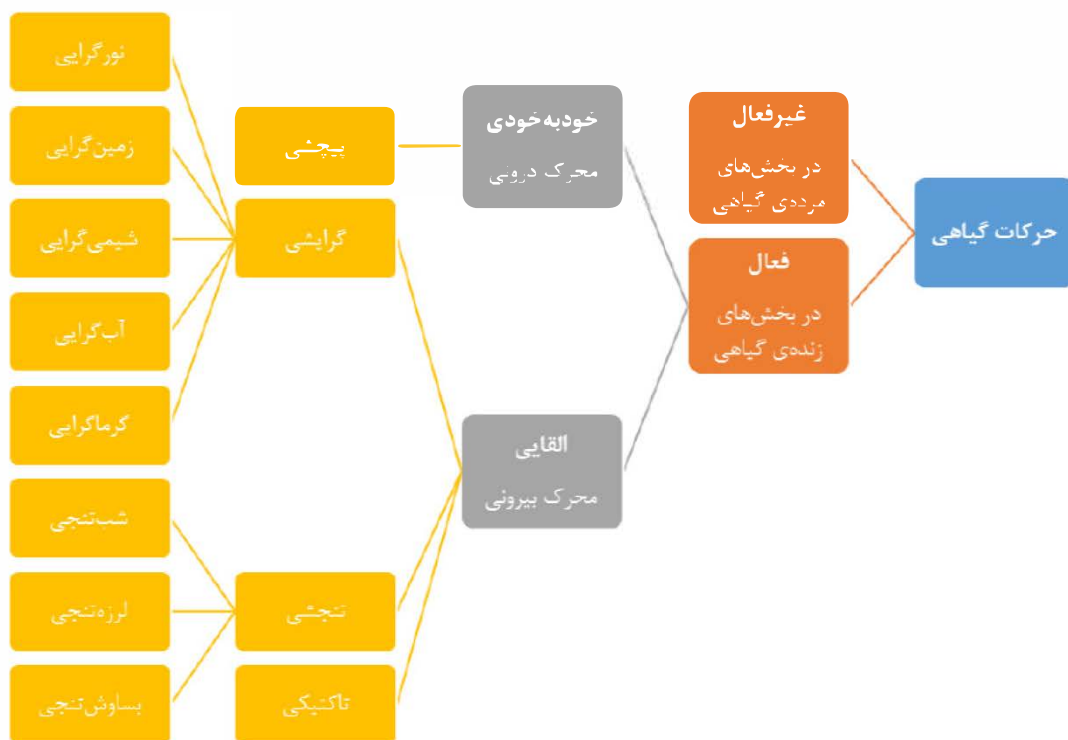 حرکات گیاهی
غیرفعال
در بخش‌های
مرده‌ی گیاهی
فعال
در بخش‌های
زنده‌ی گیاهی
خودبه‌خودی
محرک درونی
القایی
محرک بیرونی
پیچشی
گرایشی
تنجشی
تاکتیکی
نورگرایی
زمین‌گرایی
شیمی‌گرایی
آب‌گرایی
گرماگرایی
شب‌تنجی
لرزه‌تنجی
بساوش‌تنجی